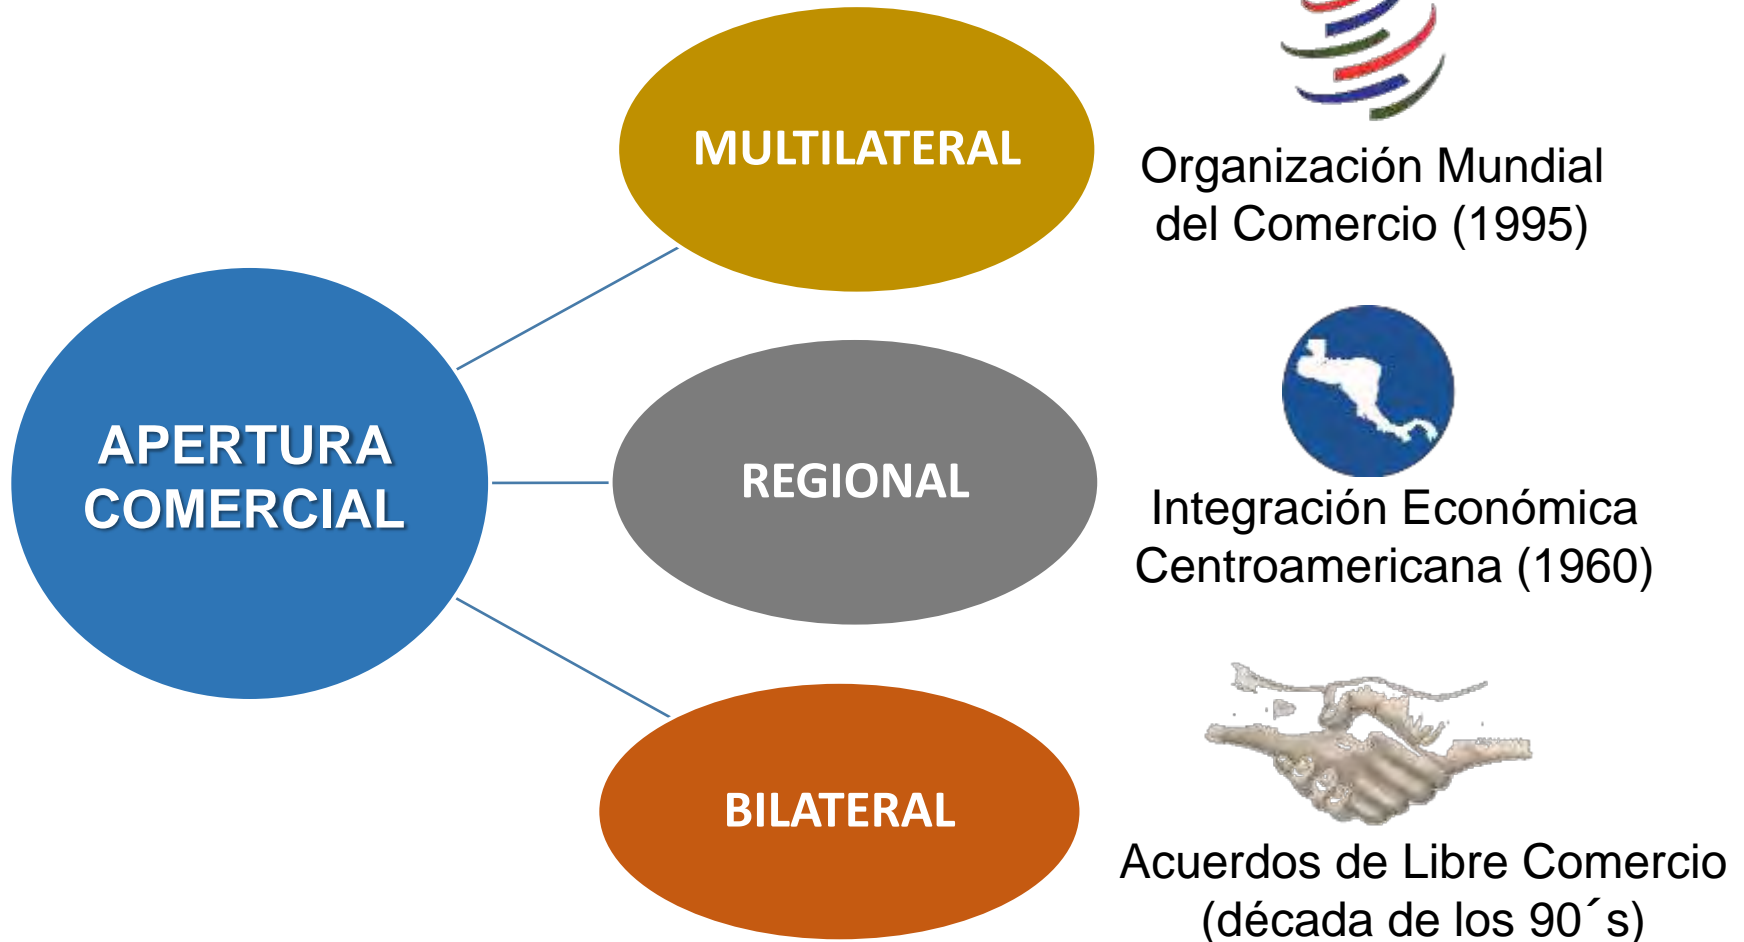 MULTILATERAL
Organización Mundial
del Comercio (1995)
APERTURA
COMERCIAL
REGIONAL
Integración Económica
Centroamericana (1960)
BILATERAL
Acuerdos de Libre Comercio
(década de los 90´s)